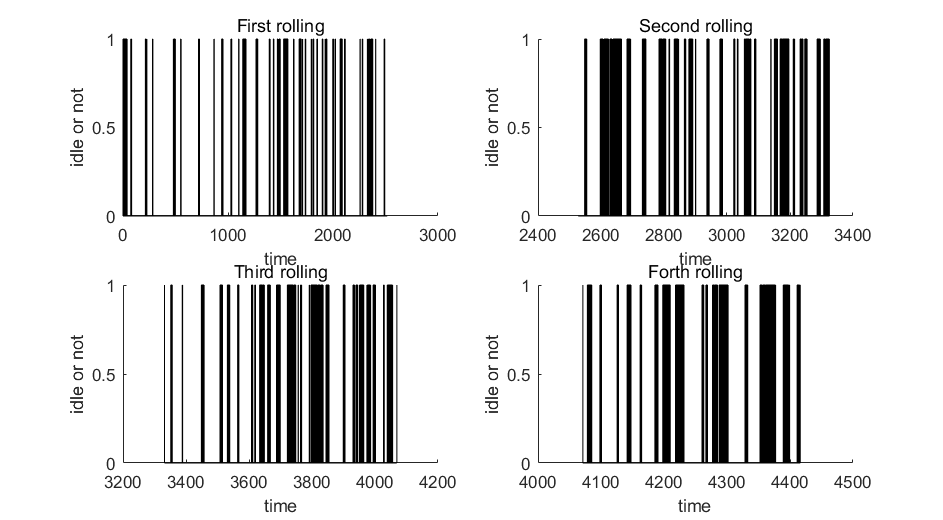 First rolling
1
0.5
0
idle or not
0 1000 2000 3000
time
Second rolling
1
0.5
0
idle or not
2400 2600 2800 3000 3200 3400
time
Third rolling
1
0.5
0
idle or not
3200 3400 3600 3800 4000 4200
time
Forth rolling
1
0.5
0
idle or not
4000 4100 4200 4300 4400 4500
time